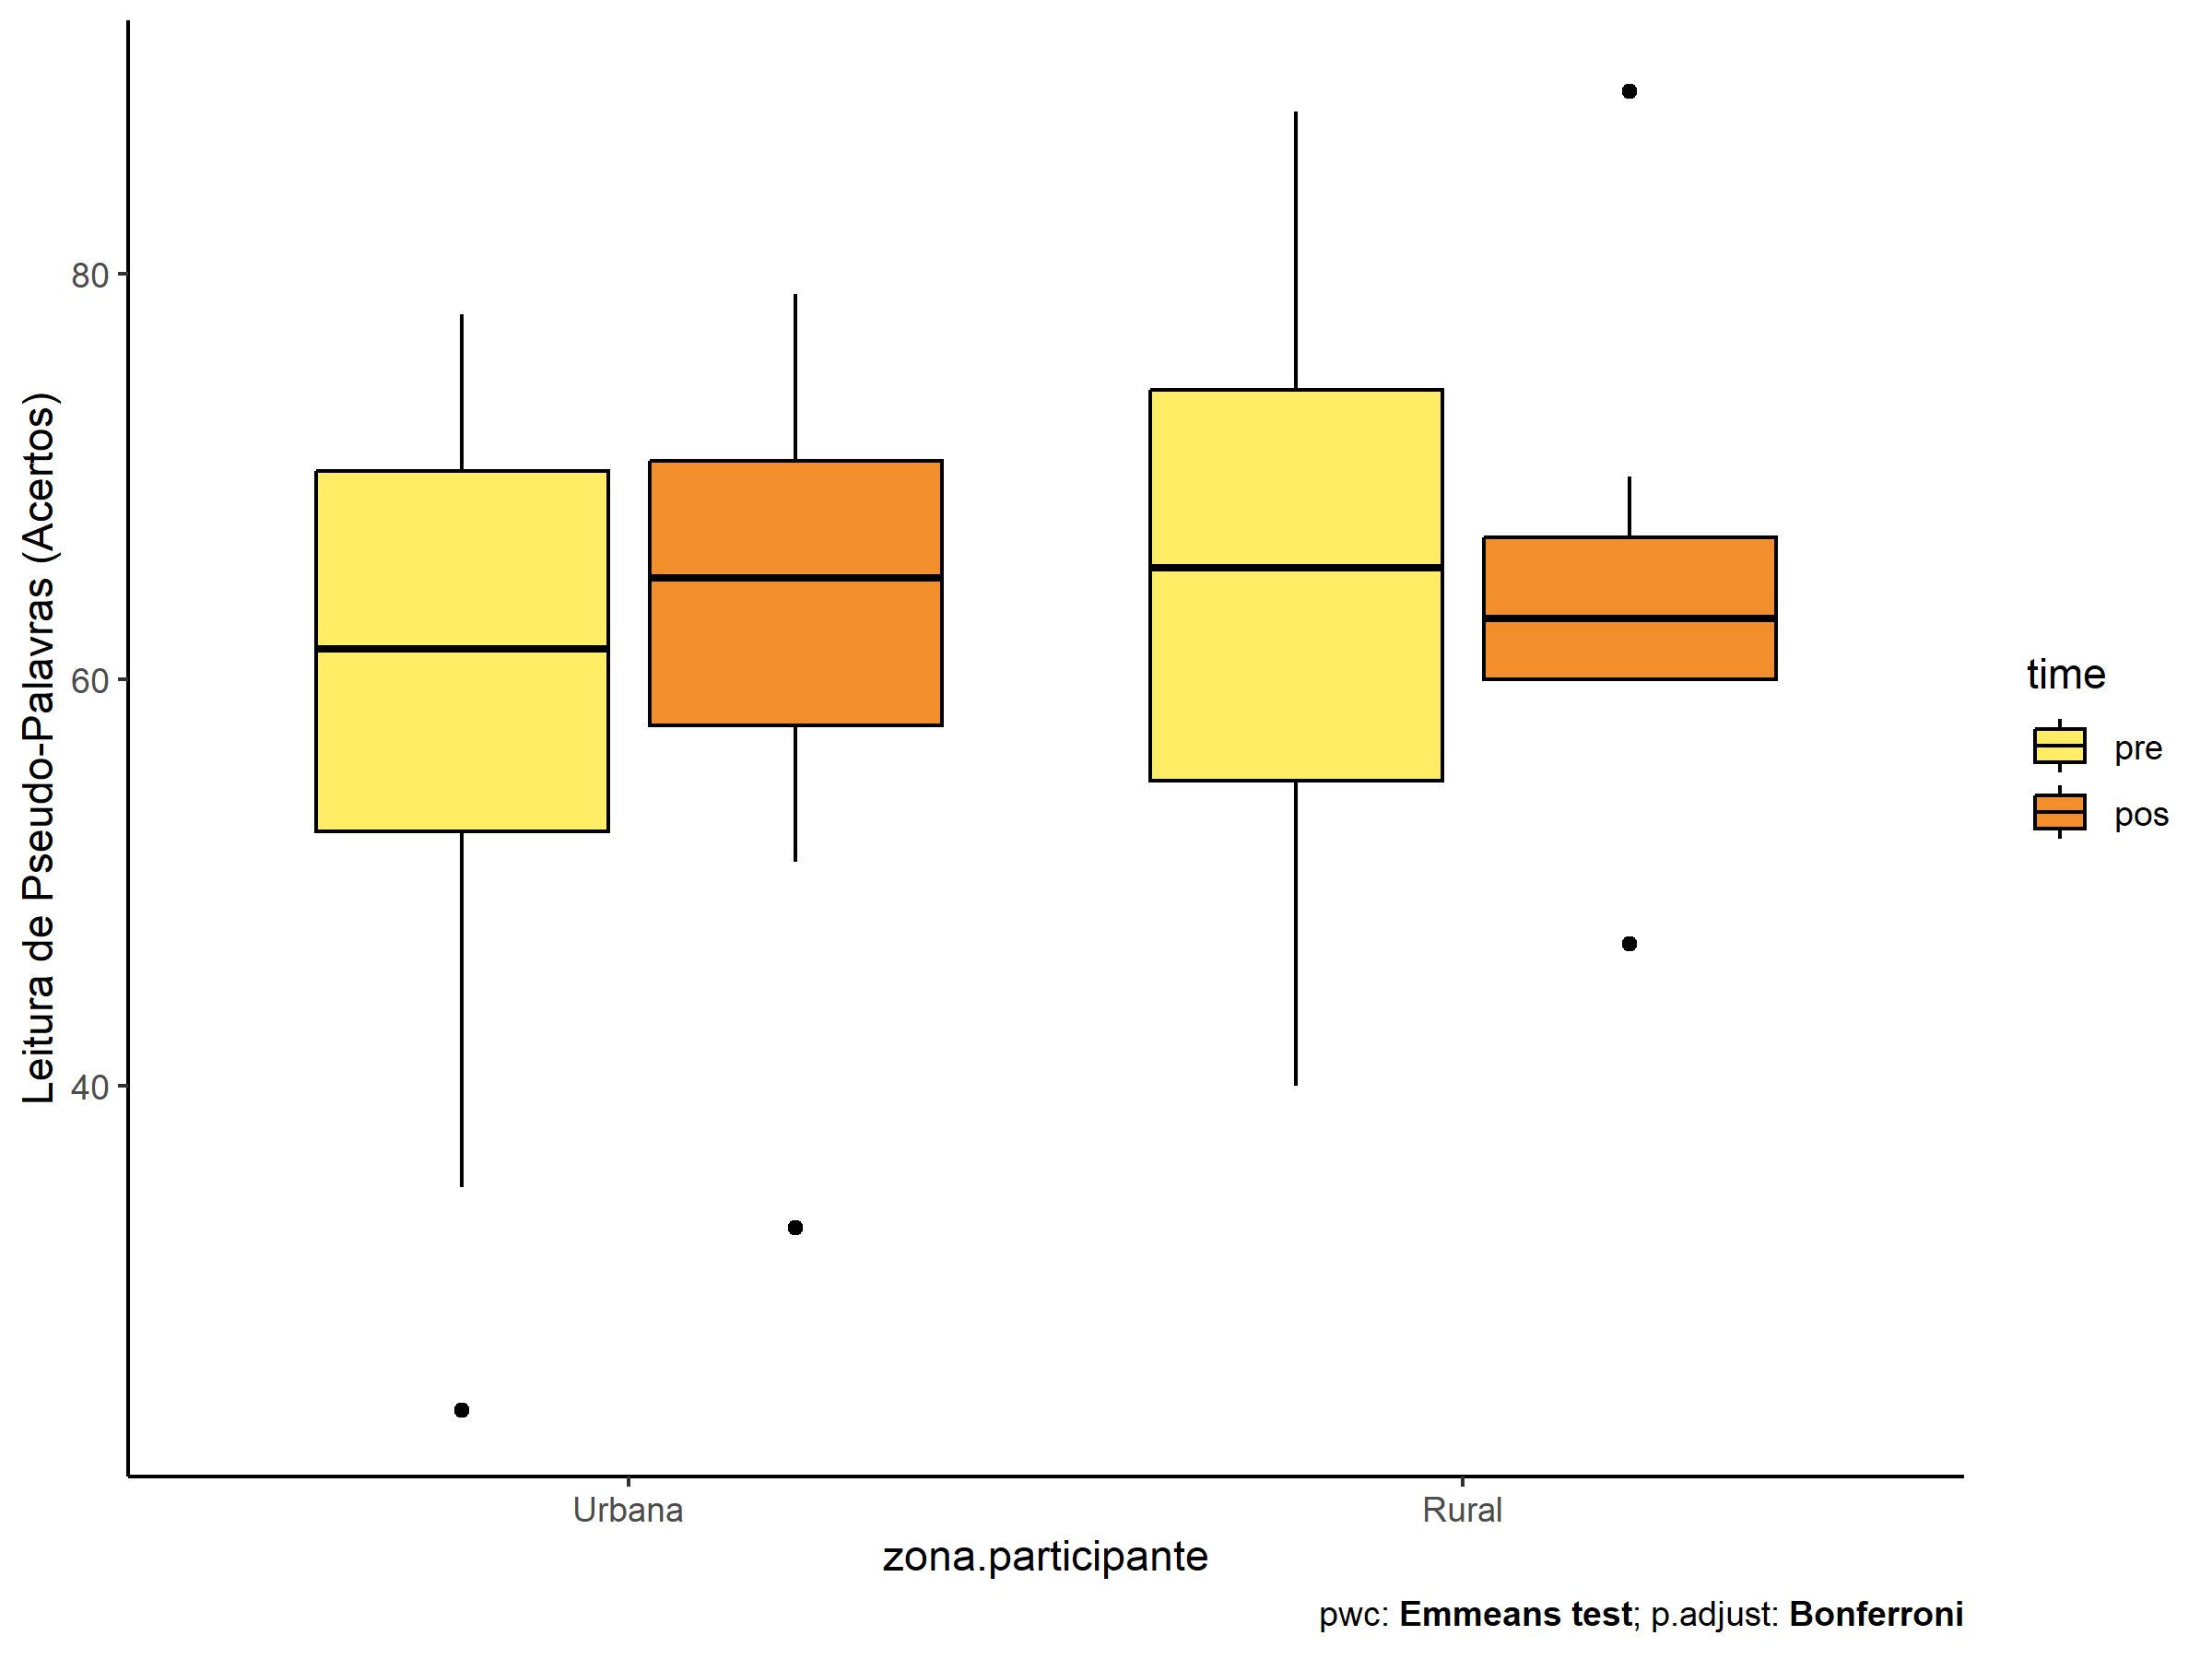 Leitura de Pseudo-Palavras (Acertos)
80
60
40
Urbana
Rural
zona.participante
time
pre
pos
pwc: Emmeans test; p.adjust: Bonferroni